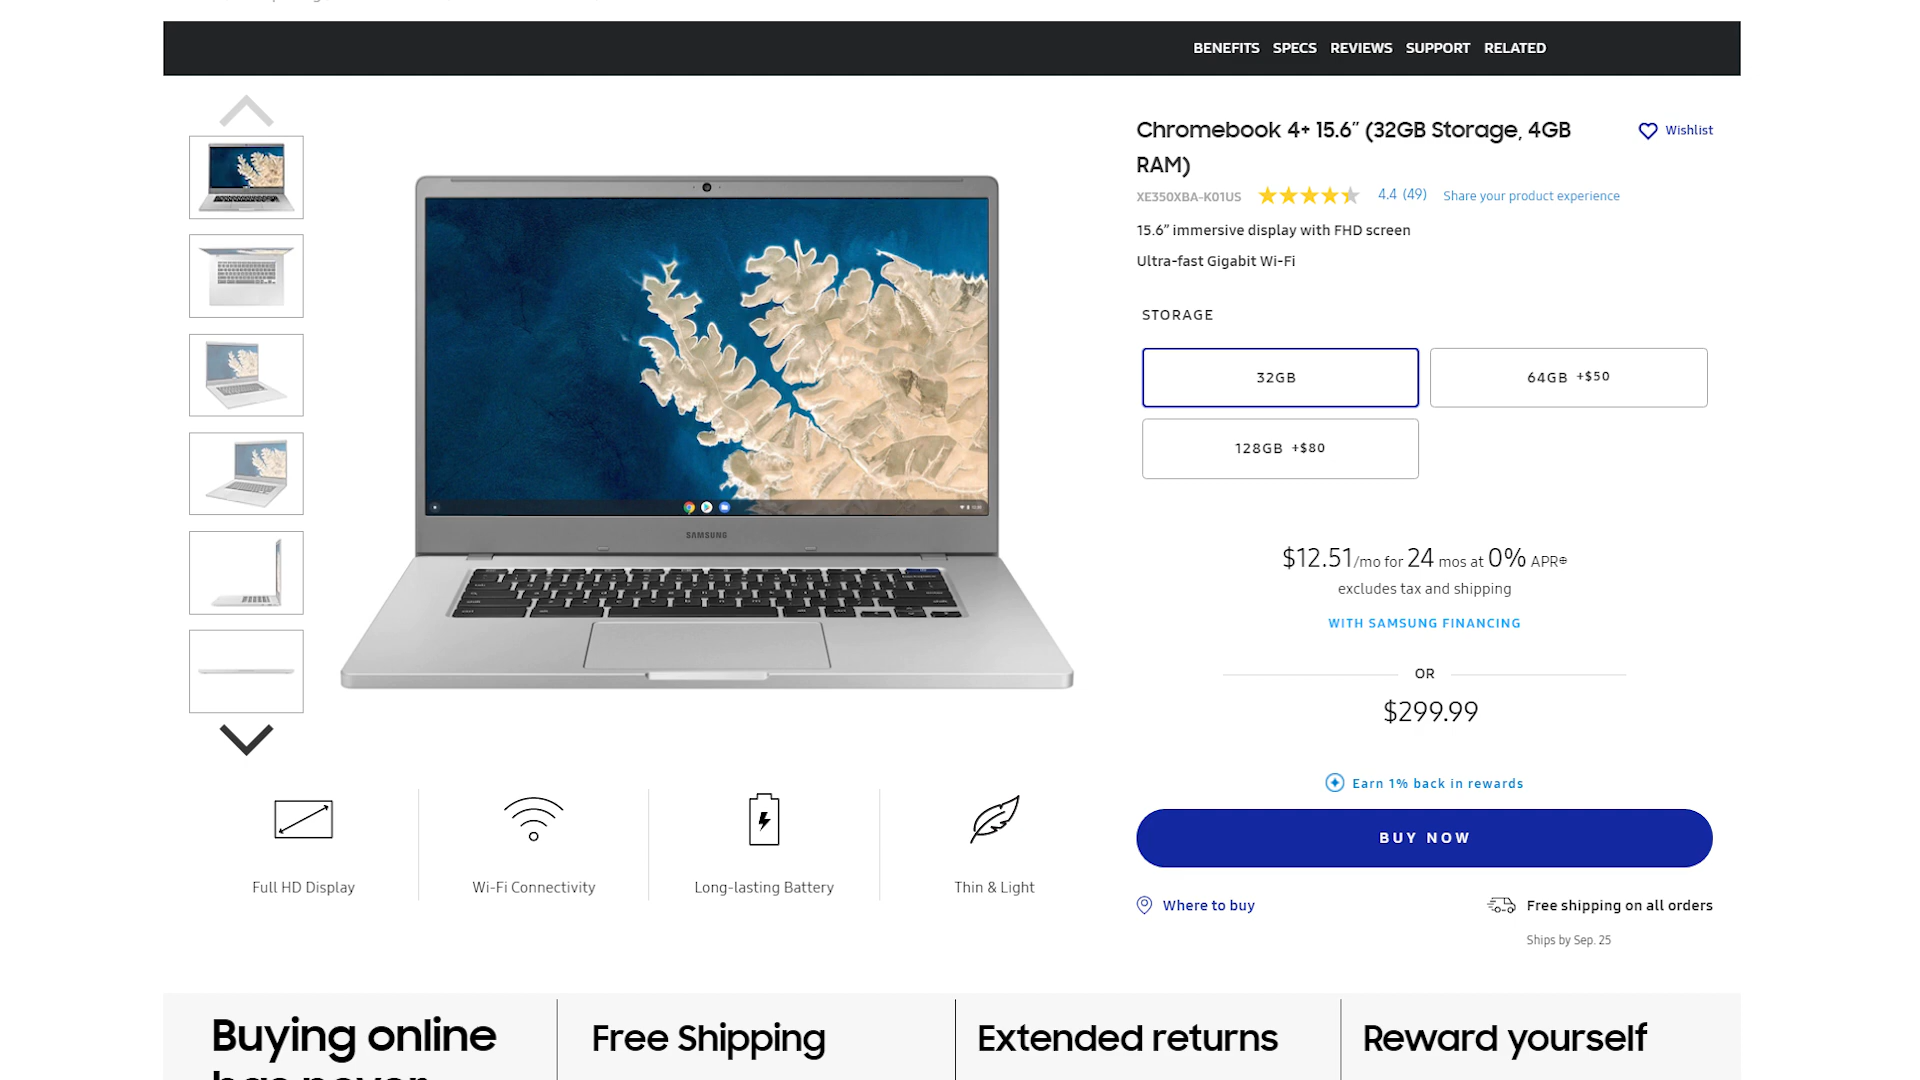 BENEFITS SPECS REVIEWS SUPPORT RELATED
Chromebook 4+ 15.6" (32GB Storage, 4GB
RAM)
Wishlist
XE350XBA-K01US 4.4 (49) Share your product experience
15.6" immersive display with FHD screen
Ultra-fast Gigabit Wi-Fi
STORAGE
32GB
64GB +$50
128GB +$80
SAMSUNG
$12.51/mo for 24 mos at 0% APR⊕
excludes tax and shipping
WITH SAMSUNG FINANCING
OR
$299.99
Earn 1% back in rewards
BUY NOW
Where to buy
Free shipping on all orders
Ships by Sep. 25
Full HD Display
Wi-Fi Connectivity
Long-lasting Battery
Thin & Light
Buying online
has never
Free Shipping
Extended returns
Reward yourself